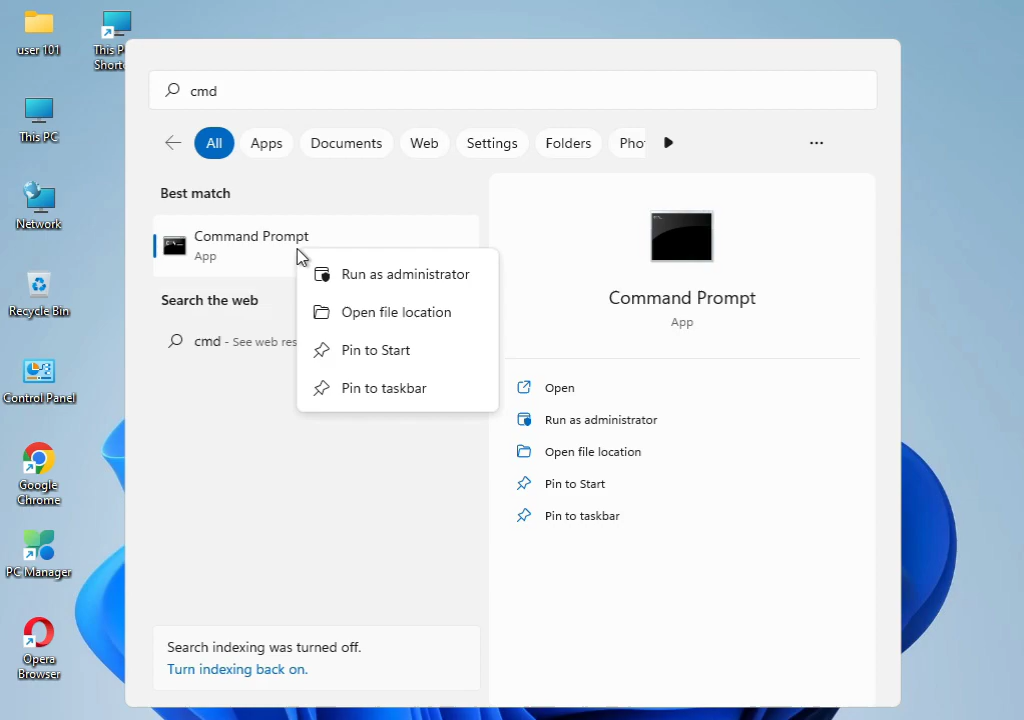 user 101
This P
Shorte
This PC
Network
Recycle Bin
Control Panel
Google
Chrome
PC Manager
Opera
Browser
cmd
All
Apps
Documents
Web
Settings
Folders
Pho
Best match
Command Prompt
App
Search the web
cmd - See web res
Run as administrator
Open file location
Pin to Start
Pin to taskbar
Command Prompt
App
Open
Run as administrator
Open file location
Pin to Start
Pin to taskbar
Search indexing was turned off.
Turn indexing back on.